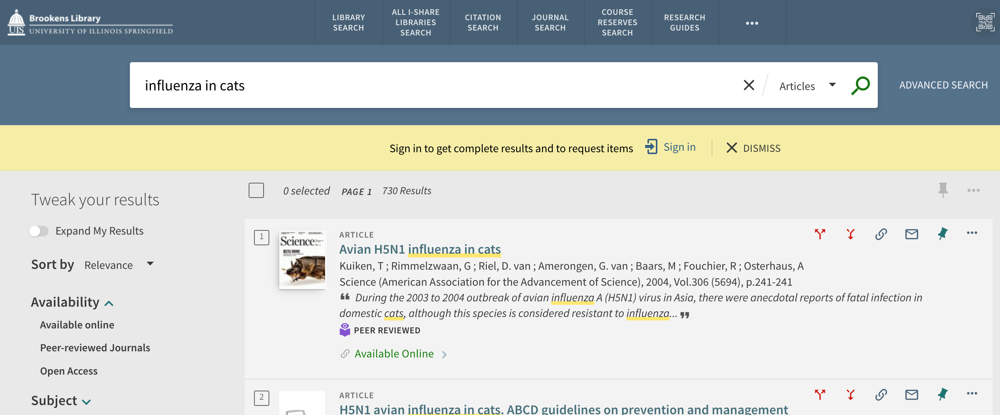 Brookens Library
UIS UNIVERSITY OF ILLINOIS SPRINGFIELD
LIBRARY
SEARCH
ALL I-SHARE
LIBRARIES
SEARCH
CITATION
SEARCH
JOURNAL
SEARCH
COURSE
RESERVES
SEARCH
RESEARCH
GUIDES
influenza in cats
Articles
ADVANCED SEARCH
Sign in to get complete results and to request items
Sign in
DISMISS
Tweak your results
Expand My Results
Sort by Relevance
Availability
Available online
Peer-reviewed Journals
Open Access
Subject
0 selected PAGE 1 730 Results
1
Science
BEETLE HORNS
ARTICLE
Avian H5N1 influenza in cats
Kuiken, T ; Rimmelzwaan, G ; Riel, D. van ; Amerongen, G. van ; Baars, M ; Fouchier, R ; Osterhaus, A
Science (American Association for the Advancement of Science), 2004, Vol.306 (5694), p.241-241
❝ During the 2003 to 2004 outbreak of avian influenza A (H5N1) virus in Asia, there were anecdotal reports of fatal infection in
domestic cats, although this species is considered resistant to influenza... ❞
PEER REVIEWED
Available Online
2
ARTICLE
H5N1 avian influenza in cats. ABCD guidelines on prevention and management